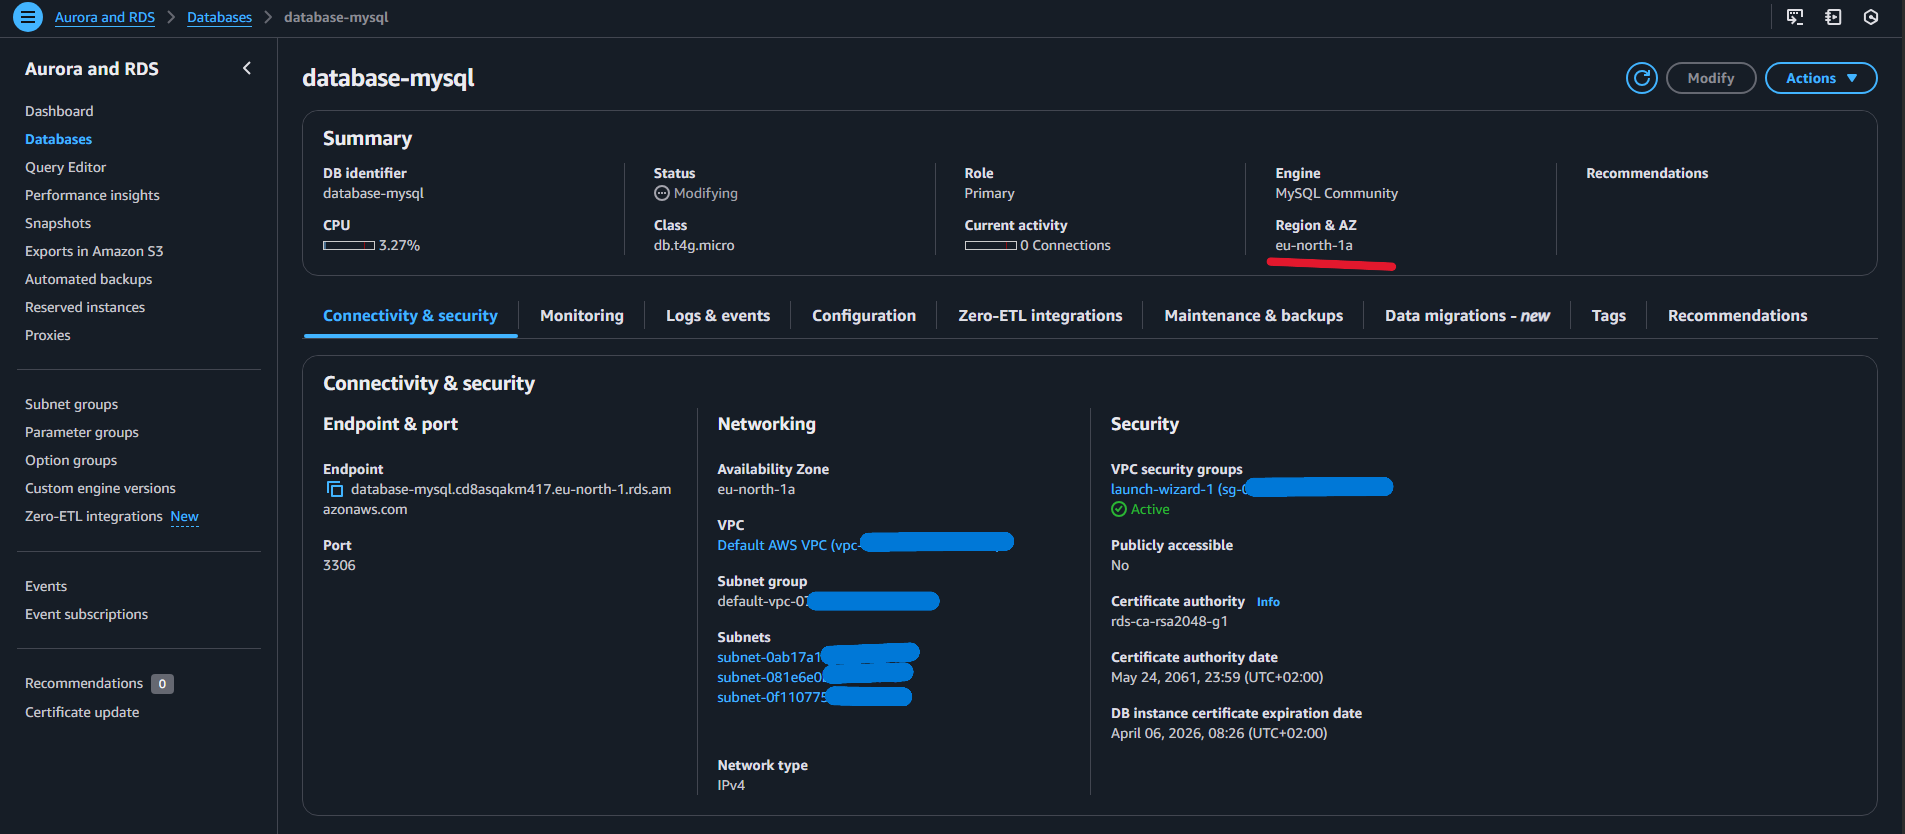 Aurora and RDS > Databases > database-mysql
Aurora and RDS
Dashboard
Databases
Query Editor
Performance insights
Snapshots
Exports in Amazon S3
Automated backups
Reserved instances
Proxies
Subnet groups
Parameter groups
Option groups
Custom engine versions
Zero-ETL integrations New
Events
Event subscriptions
Recommendations 0
Certificate update
database-mysql
Modify
Actions
Summary
DB identifier
database-mysql
CPU
3.27%
Status
Modifying
Class
db.t4g.micro
Role
Primary
Current activity
0 Connections
Engine
MySQL Community
Region & AZ
eu-north-1a
Recommendations
Connectivity & security
Monitoring
Logs & events
Configuration
Zero-ETL integrations
Maintenance & backups
Data migrations - new
Tags
Recommendations
Connectivity & security
Endpoint & port
Endpoint
database-mysql.cd8asqakm417.eu-north-1.rds.am
azonaws.com
Port
3306
Networking
Availability Zone
eu-north-1a
VPC
Default AWS VPC (vpc-
Subnet group
default-vpc-07
Subnets
subnet-0ab17a1
subnet-081e6e0
subnet-0f110775
Network type
IPv4
Security
VPC security groups
launch-wizard-1 (sg-0
Active
Publicly accessible
No
Certificate authority Info
rds-ca-rsa2048-g1
Certificate authority date
May 24, 2061, 23:59 (UTC+02:00)
DB instance certificate expiration date
April 06, 2026, 08:26 (UTC+02:00)